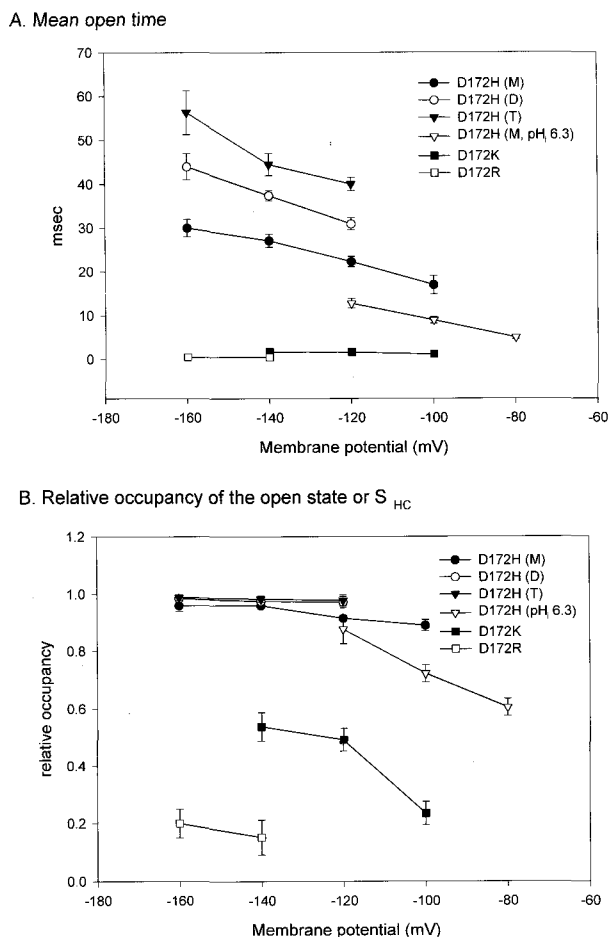 A. Mean open time
70
60
50
40
30
20
10
0
msec
D172H (M)
D172H (D)
D172H (T)
D172H (M, pHi 6.3)
D172K
D172R
-180 -160 -140 -120 -100 -80 -60
Membrane potential (mV)
B. Relative occupancy of the open state or S HC
1.2
1.0
0.8
0.6
0.4
0.2
0.0
relative occupancy
D172H (M)
D172H (D)
D172H (T)
D172H (pHi 6.3)
D172K
D172R
-180 -160 -140 -120 -100 -80 -60
Membrane potential (mV)